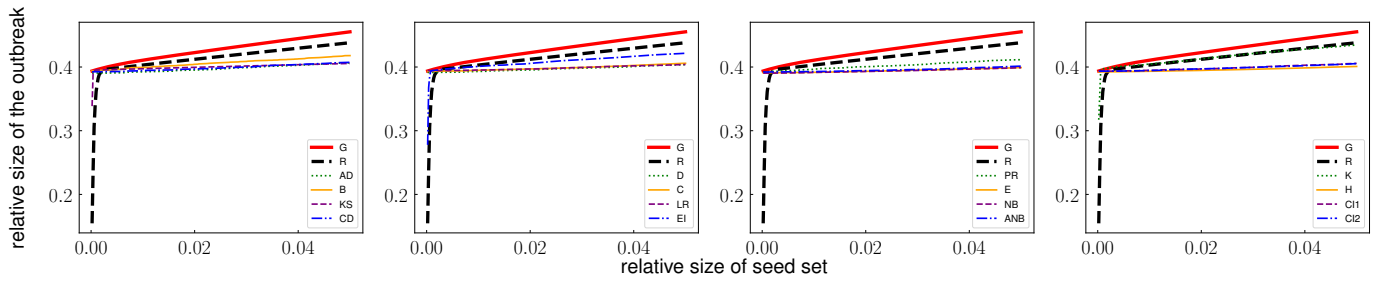 relative size of the outbreak
0.4
0.3
0.2
0.00 0.02 0.04
G
R
AD
B
KS
CD
0.4
0.3
0.2
0.00 0.02 0.04
G
R
D
C
LR
EI
0.4
0.3
0.2
0.00 0.02 0.04
G
R
PR
E
NB
ANB
0.4
0.3
0.2
0.00 0.02 0.04
G
R
K
H
CI1
CI2
relative size of seed set